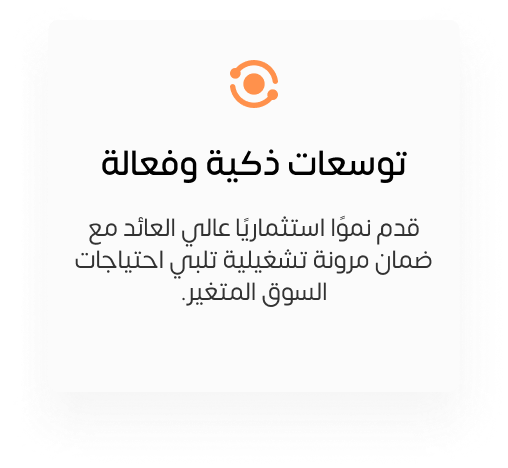 توسعات ذكية وفعالة
قدم نموًا استثماريًا عالي العائد مع
ضمان مرونة تشغيلية تلبي احتياجات
السوق المتغير.